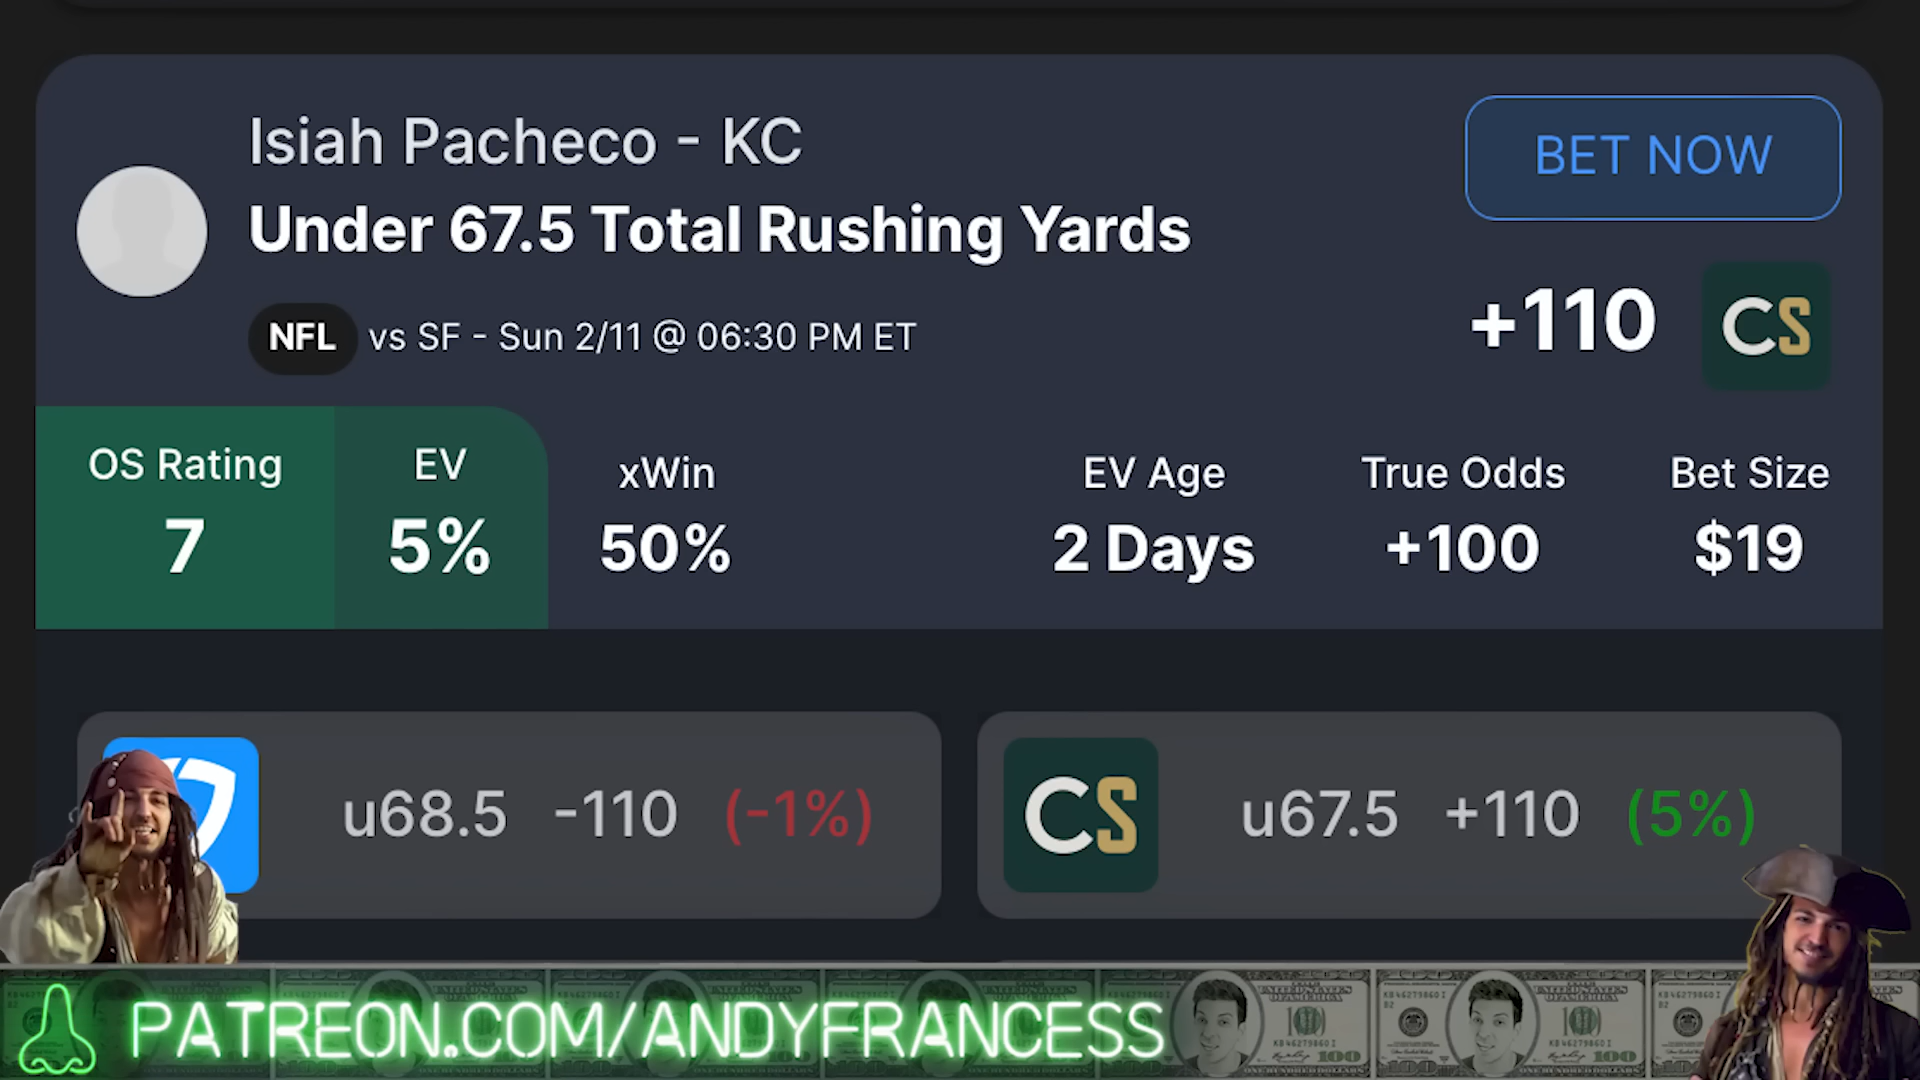 Isiah Pacheco - KC
BET NOW
Under 67.5 Total Rushing Yards
+110 CS
NFL vs SF - Sun 2/11 @ 06:30 PM ET
OS Rating EV xWin EV Age True Odds Bet Size
7 5% 50% 2 Days +100 $19
u68.5 -110 (-1%)
CS u67.5 +110 (5%)
PATREON.COM/ANDYFRANCESS
100 100